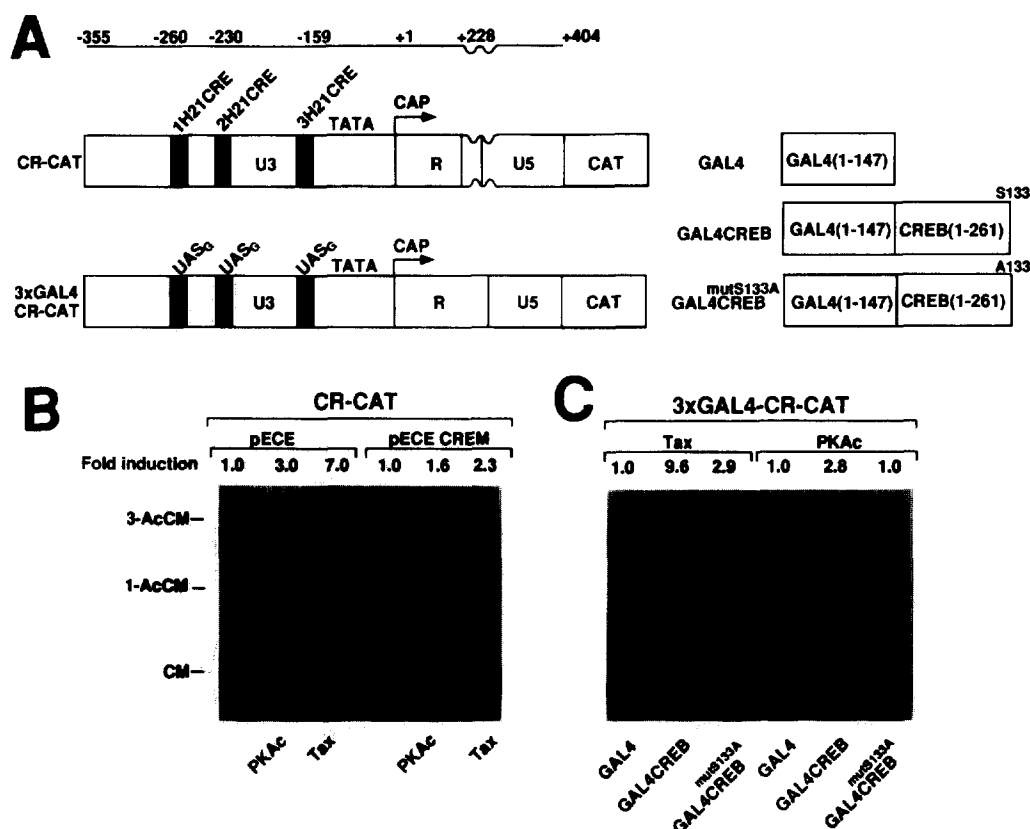 A
-355 -260 -230 -159 +1 +228 +404
1H21CRE 2H21CRE 3H21CRE
TATA CAP
CR-CAT U3 R U5 CAT
UASG UASG UASG
TATA CAP
3xGAL4
CR-CAT U3 R U5 CAT
GAL4 GAL4(1-147)
S133
GAL4CREB GAL4(1-147) CREB(1-261)
A133
mutS133A
GAL4CREB GAL4(1-147) CREB(1-261)
B
CR-CAT
pECE pECE CREM
Fold induction 1.0 3.0 7.0 1.0 1.6 2.3
3-AcCM
1-AcCM
CM
PKAc Tax PKAc Tax
C
3xGAL4-CR-CAT
Tax PKAc
1.0 9.6 2.9 1.0 2.8 1.0
GAL4
GAL4CREB
mutS133A
GAL4CREB
GAL4
GAL4CREB
mutS133A
GAL4CREB